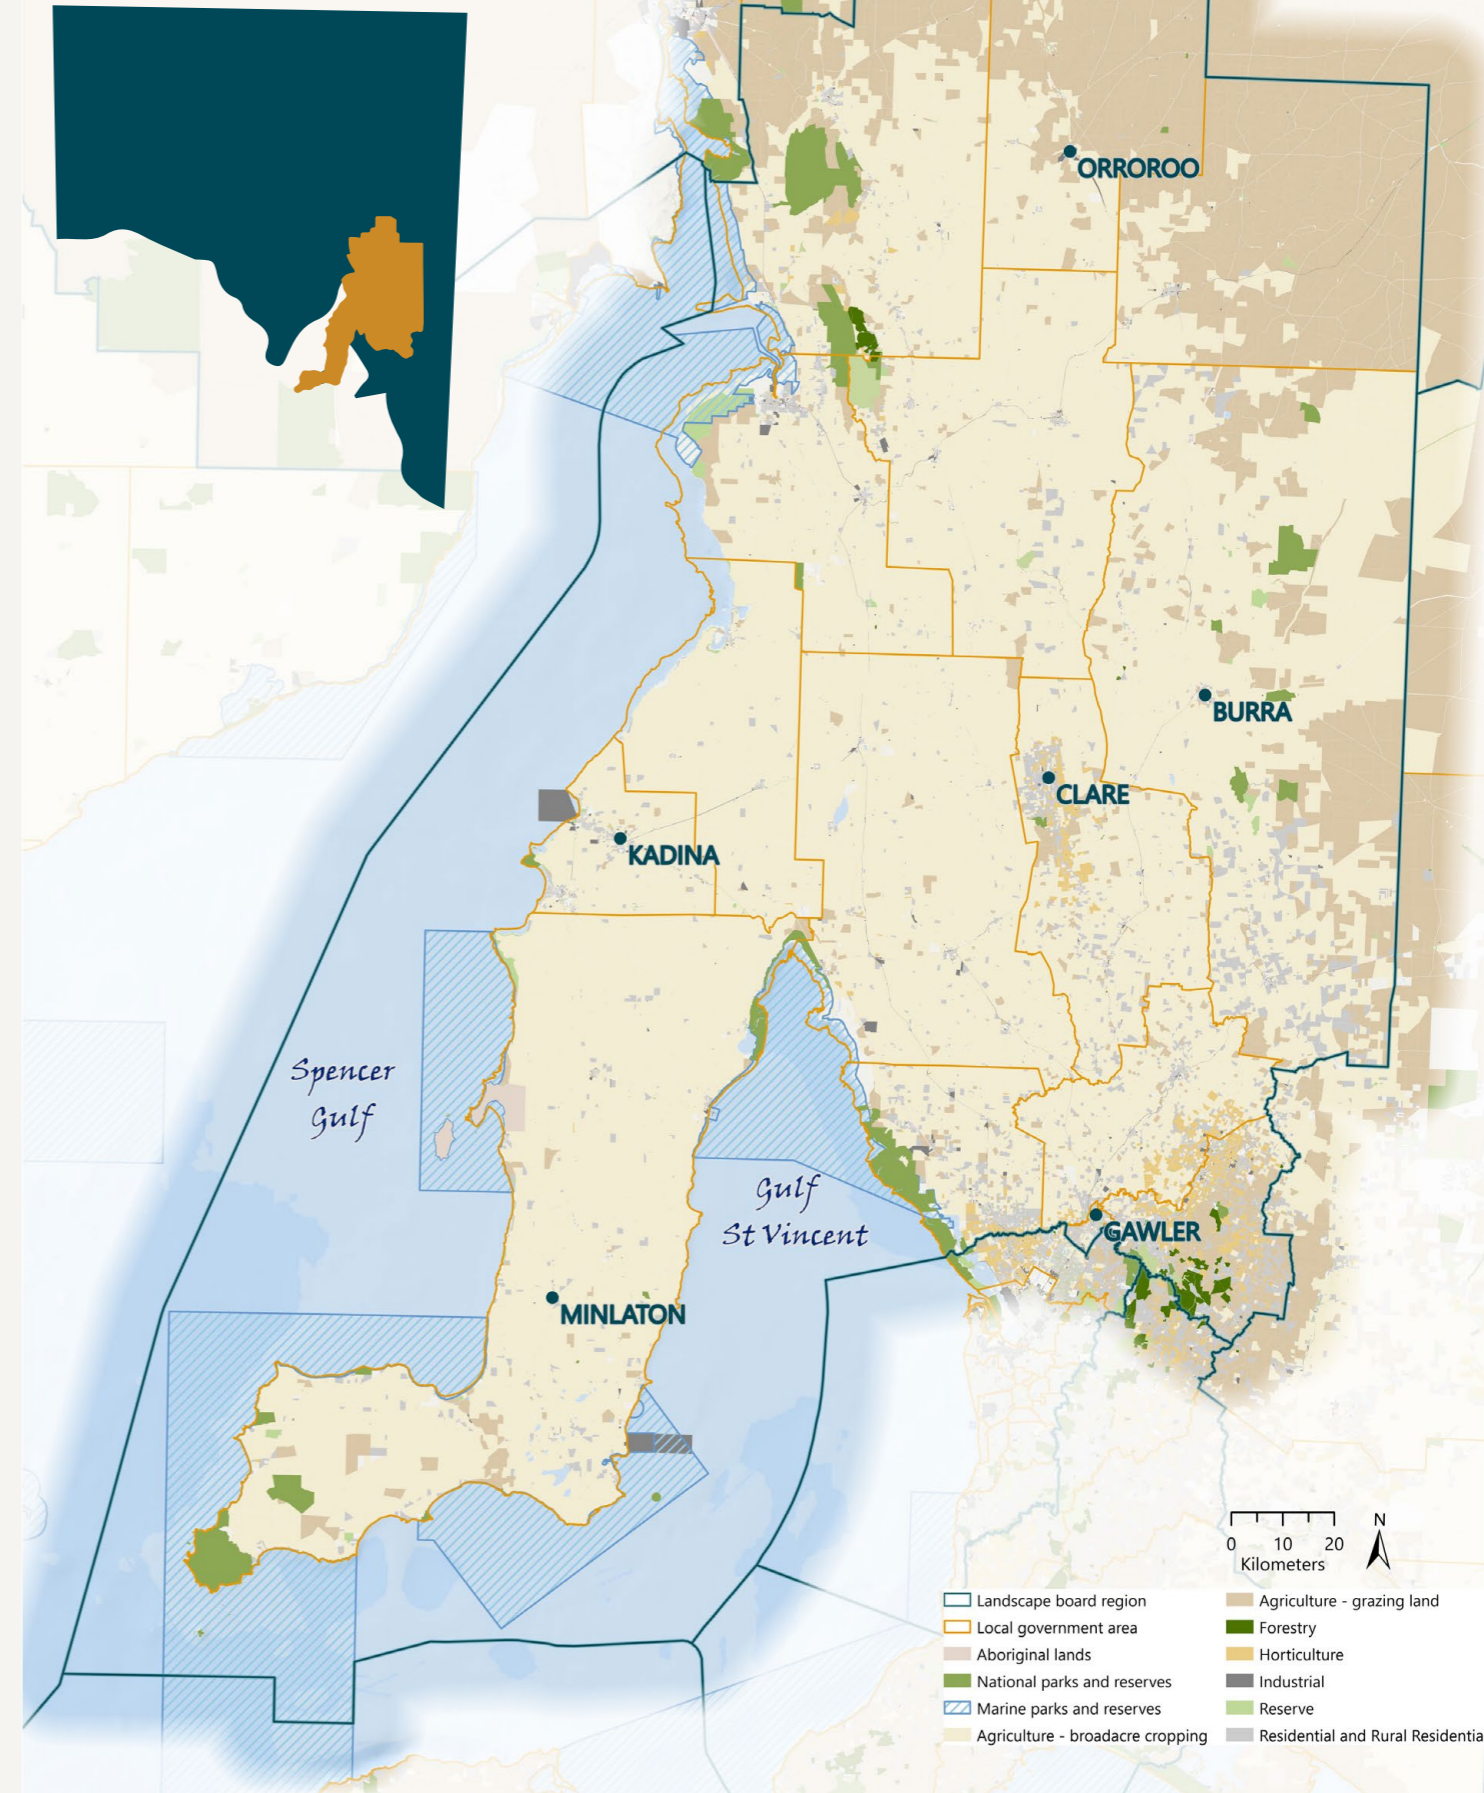 ORROROO
BURRA
CLARE
KADINA
Spencer
Gulf
Gulf
St Vincent
GAWLER
MINLATON
N
0 10 20
Kilometers
Landscape board region
Local government area
Aboriginal lands
National parks and reserves
Marine parks and reserves
Agriculture - broadacre cropping
Agriculture - grazing land
Forestry
Horticulture
Industrial
Reserve
Residential and Rural Residentia